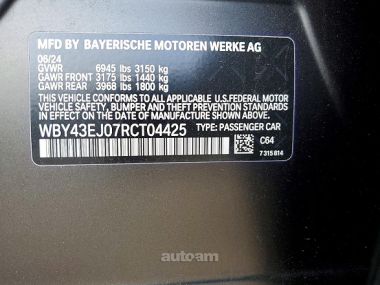 MFD BY BAYERISCHE MOTOREN WERKE AG
06/24
GVWR 6945 lbs 3150 kg
GAWR FRONT 3175 lbs 1440 kg
GAWR REAR 3968 lbs 1800 kg
THIS VEHICLE CONFORMS TO ALL APPLICABLE U.S. FEDERAL MOTOR
VEHICLE SAFETY, BUMPER AND THEFT PREVENTION STANDARDS IN
EFFECT ON THE DATE OF MANUFACTURE SHOWN ABOVE.
WBY43EJ07RCT04425 TYPE: PASSENGER CAR
C64
7 315 814
autoam